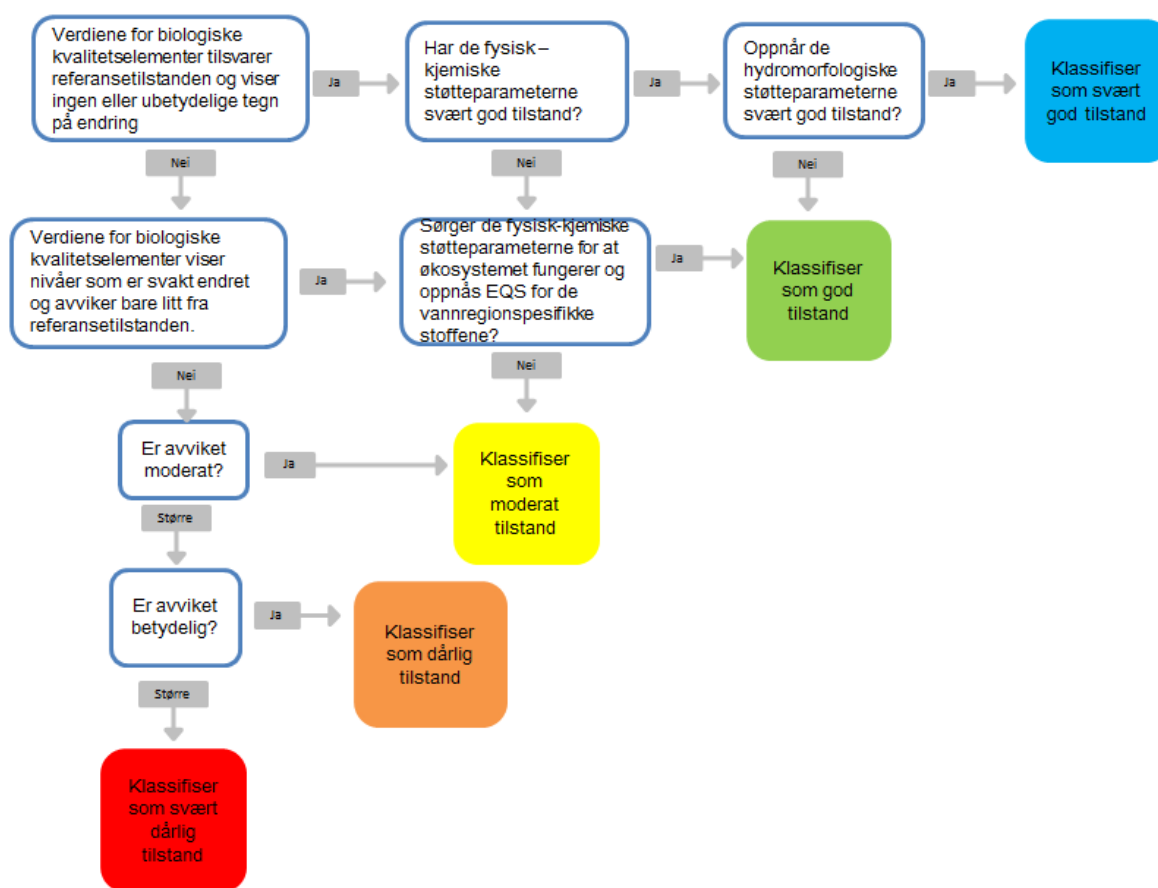 Verdiene for biologiske
kvalitetselementer tilsvarer
referansetilstanden og viser
ingen eller ubetydelige tegn
på endring
Ja
Har de fysisk –
kjemiske
støtteparameterne
svært god tilstand?
Ja
Oppnår de
hydromorfologiske
støtteparameterne
svært god tilstand?
Ja
Klassifiser
som svært
god tilstand
Nei
Nei
Nei
Verdiene for biologiske
kvalitetselementer viser
nivåer som er svakt endret
og avviker bare litt fra
referansetilstanden.
Ja
Sørger de fysisk-kjemiske
støtteparameterne for at
økosystemet fungerer og
oppnås EQS for de
vannregionspesifikke
stoffene?
Ja
Klassifiser
som god
tilstand
Nei
Nei
Er avviket
moderat?
Ja
Klassifiser
som
moderat
tilstand
Større
Er avviket
betydelig?
Ja
Klassifiser
som dårlig
tilstand
Større
Klassifiser
som svært
dårlig
tilstand